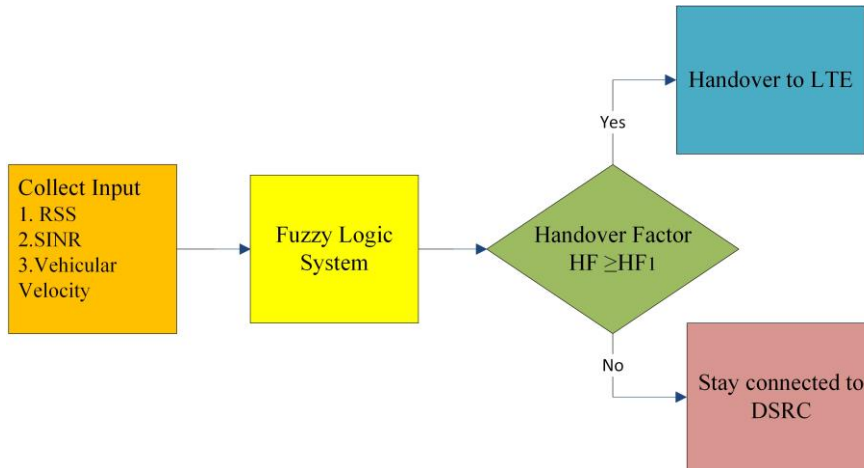 Collect Input
1. RSS
2.SINR
3.Vehicular
Velocity
Fuzzy Logic
System
Handover Factor
HF ≥HF1
Yes
Handover to LTE
No
Stay connected to
DSRC